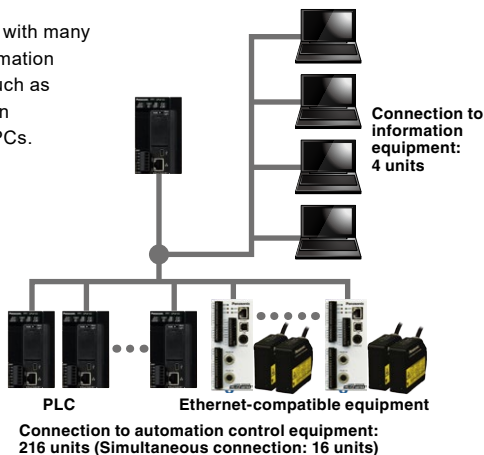 with many
mation
uch as
n
PCs.
Connection to
information
equipment:
4 units
PLC
Ethernet-compatible equipment
Connection to automation control equipment:
216 units (Simultaneous connection: 16 units)